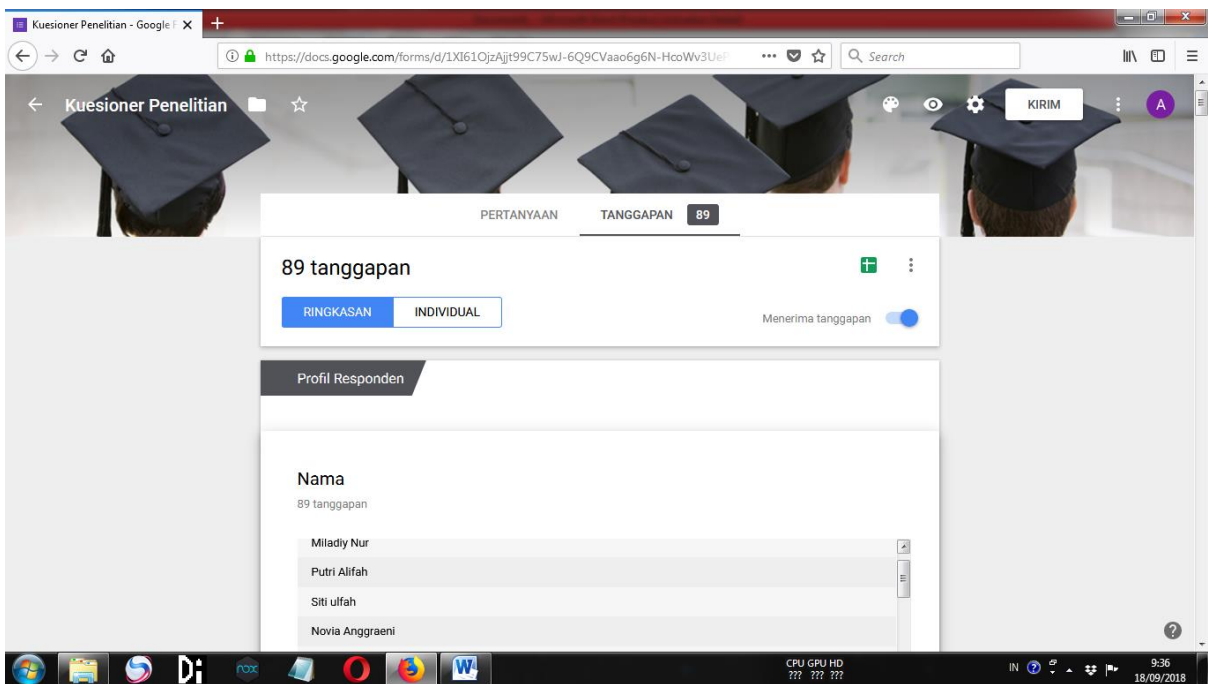 Kuesioner Penelitian - Google F
https://docs.google.com/forms/d/1XI61OjzAjjt99C75wJ-6Q9CVaao6g6N-HcoWv3UeF
Search
Kuesioner Penelitian
KIRIM
A
PERTANYAAN TANGGAPAN 89
89 tanggapan
RINGKASAN INDIVIDUAL
Menerima tanggapan
Profil Responden
Nama
89 tanggapan
Miladiy Nur
Putri Alifah
Siti ulfah
Novia Anggraeni
CPU GPU HD
??? ??? ???
nox
IN
9:36
18/09/2018